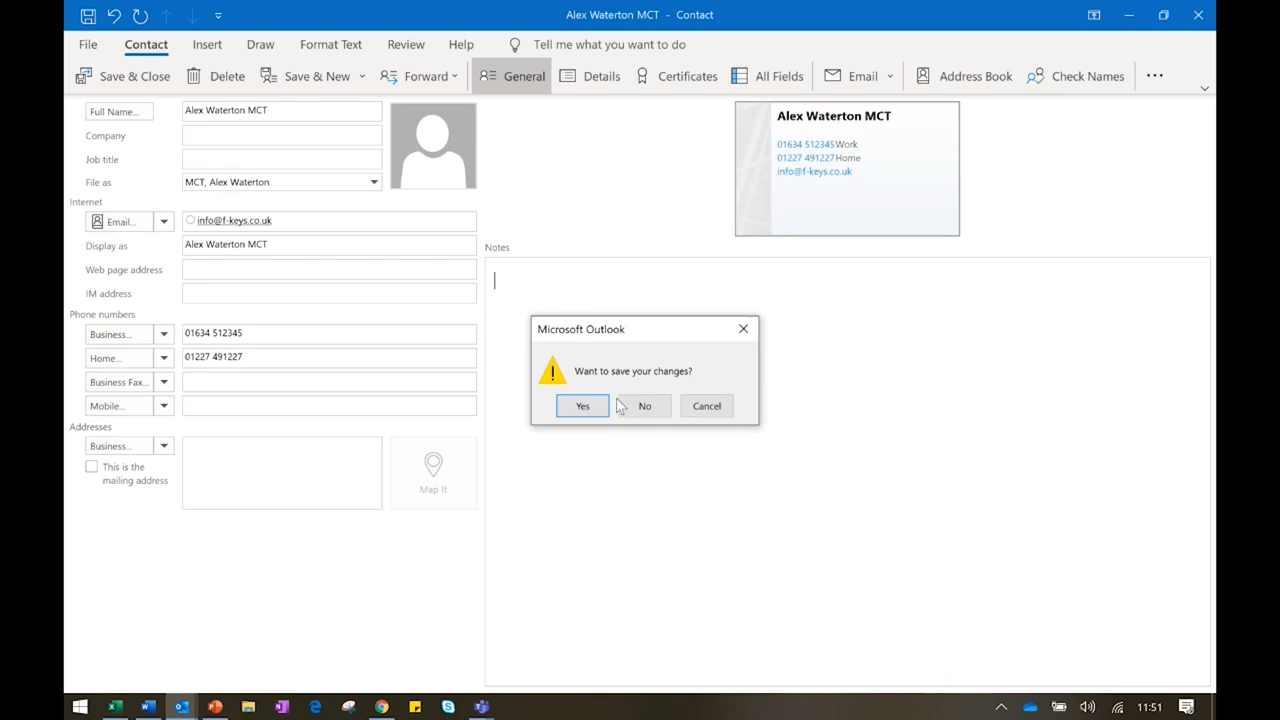 Alex Waterton MCT - Contact
File Contact Insert Draw Format Text Review Help Tell me what you want to do
Save & Close Delete Save & New Forward General Details Certificates All Fields Email Address Book Check Names ...
Full Name... Alex Waterton MCT
Company
Job title
File as MCT, Alex Waterton
Internet
Email... info@f-keys.co.uk
Display as Alex Waterton MCT
Web page address
IM address
Phone numbers
Business... 01634 512345
Home... 01227 491227
Business Fax...
Mobile...
Addresses
Business...
This is the
mailing address
Map It
Alex Waterton MCT
01634 512345 Work
01227 491227 Home
info@f-keys.co.uk
Notes
Microsoft Outlook
Want to save your changes?
Yes No Cancel
11:51